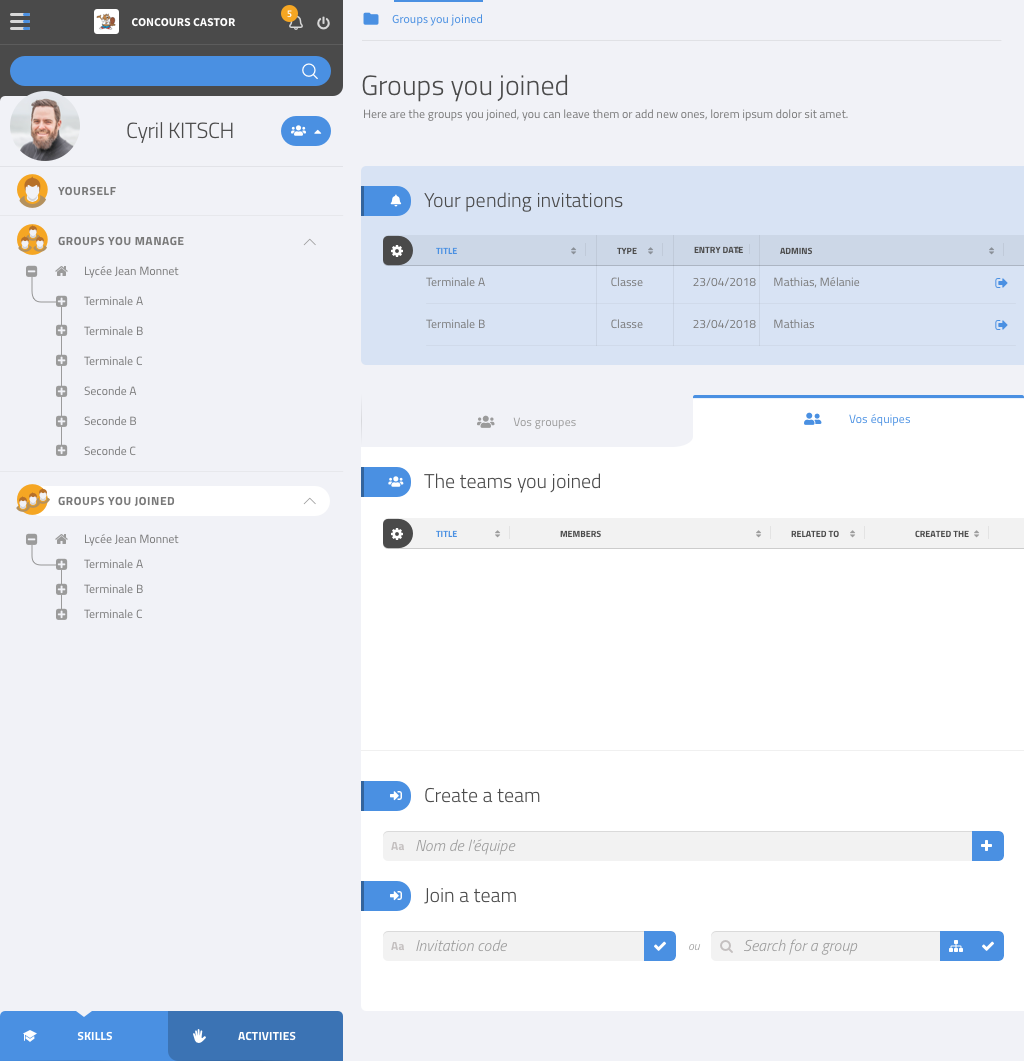 CONCOURS CASTOR
5
Cyril KITSCH
YOURSELF
GROUPS YOU MANAGE
Lycée Jean Monnet
Terminale A
Terminale B
Terminale C
Seconde A
Seconde B
Seconde C
GROUPS YOU JOINED
Lycée Jean Monnet
Terminale A
Terminale B
Terminale C
SKILLS
ACTIVITIES
Groups you joined
Groups you joined
Here are the groups you joined, you can leave them or add new ones, lorem ipsum dolor sit amet.
Your pending invitations
TITLE TYPE ENTRY DATE ADMINS
Terminale A Classe 23/04/2018 Mathias, Mélanie
Terminale B Classe 23/04/2018 Mathias
Vos groupes Vos équipes
The teams you joined
TITLE MEMBERS RELATED TO CREATED THE
Create a team
Aa Nom de l'équipe
Join a team
Aa Invitation code ou Search for a group